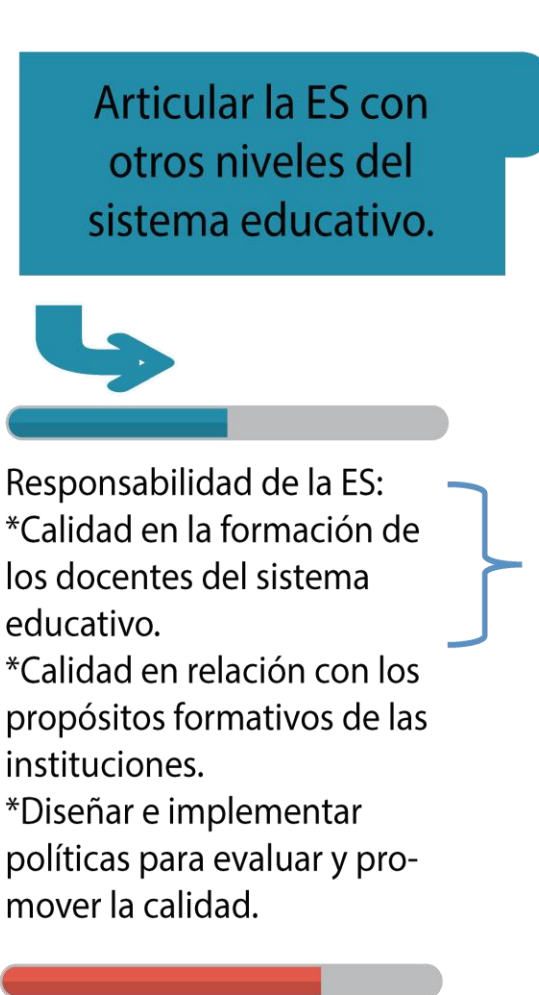 Articular la ES con
otros niveles del
sistema educativo.
Responsabilidad de la ES:
*Calidad en la formación de
los docentes del sistema
educativo.
*Calidad en relación con los
propósitos formativos de las
instituciones.
*Diseñar e implementar
políticas para evaluar y pro-
mover la calidad.